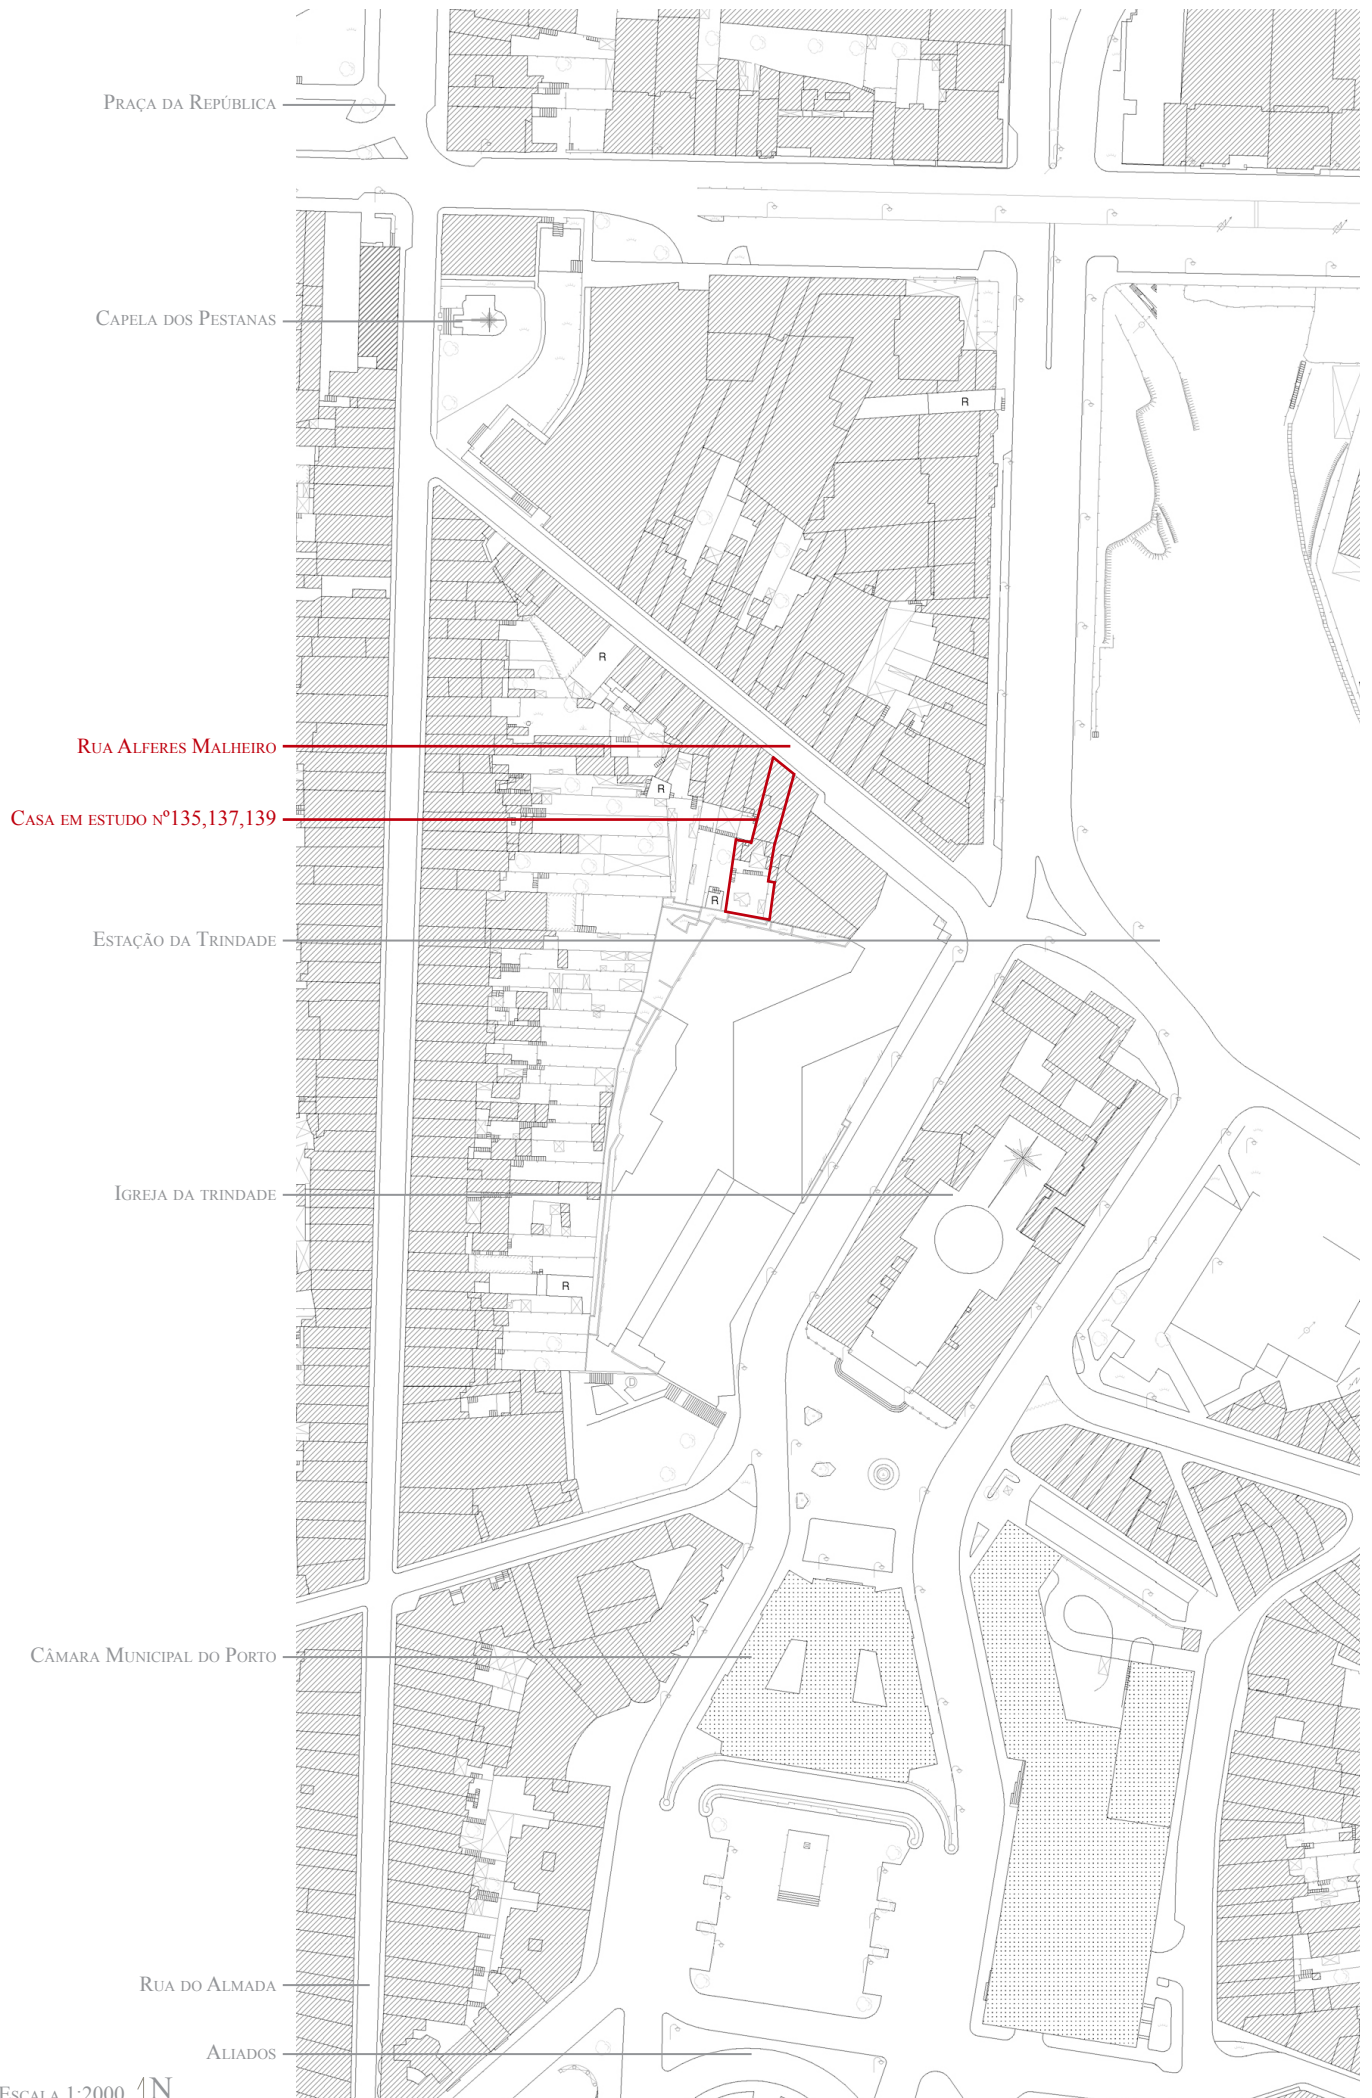 Praça da República
Capela dos Pestanas
R
R
Rua Alferes Malheiro
R
Casa em estudo nº135,137,139
R
Estação da Trindade
Igreja da trindade
R
R
Câmara Municipal do Porto
Rua do Almada
Aliados
Escala 1:2000 N